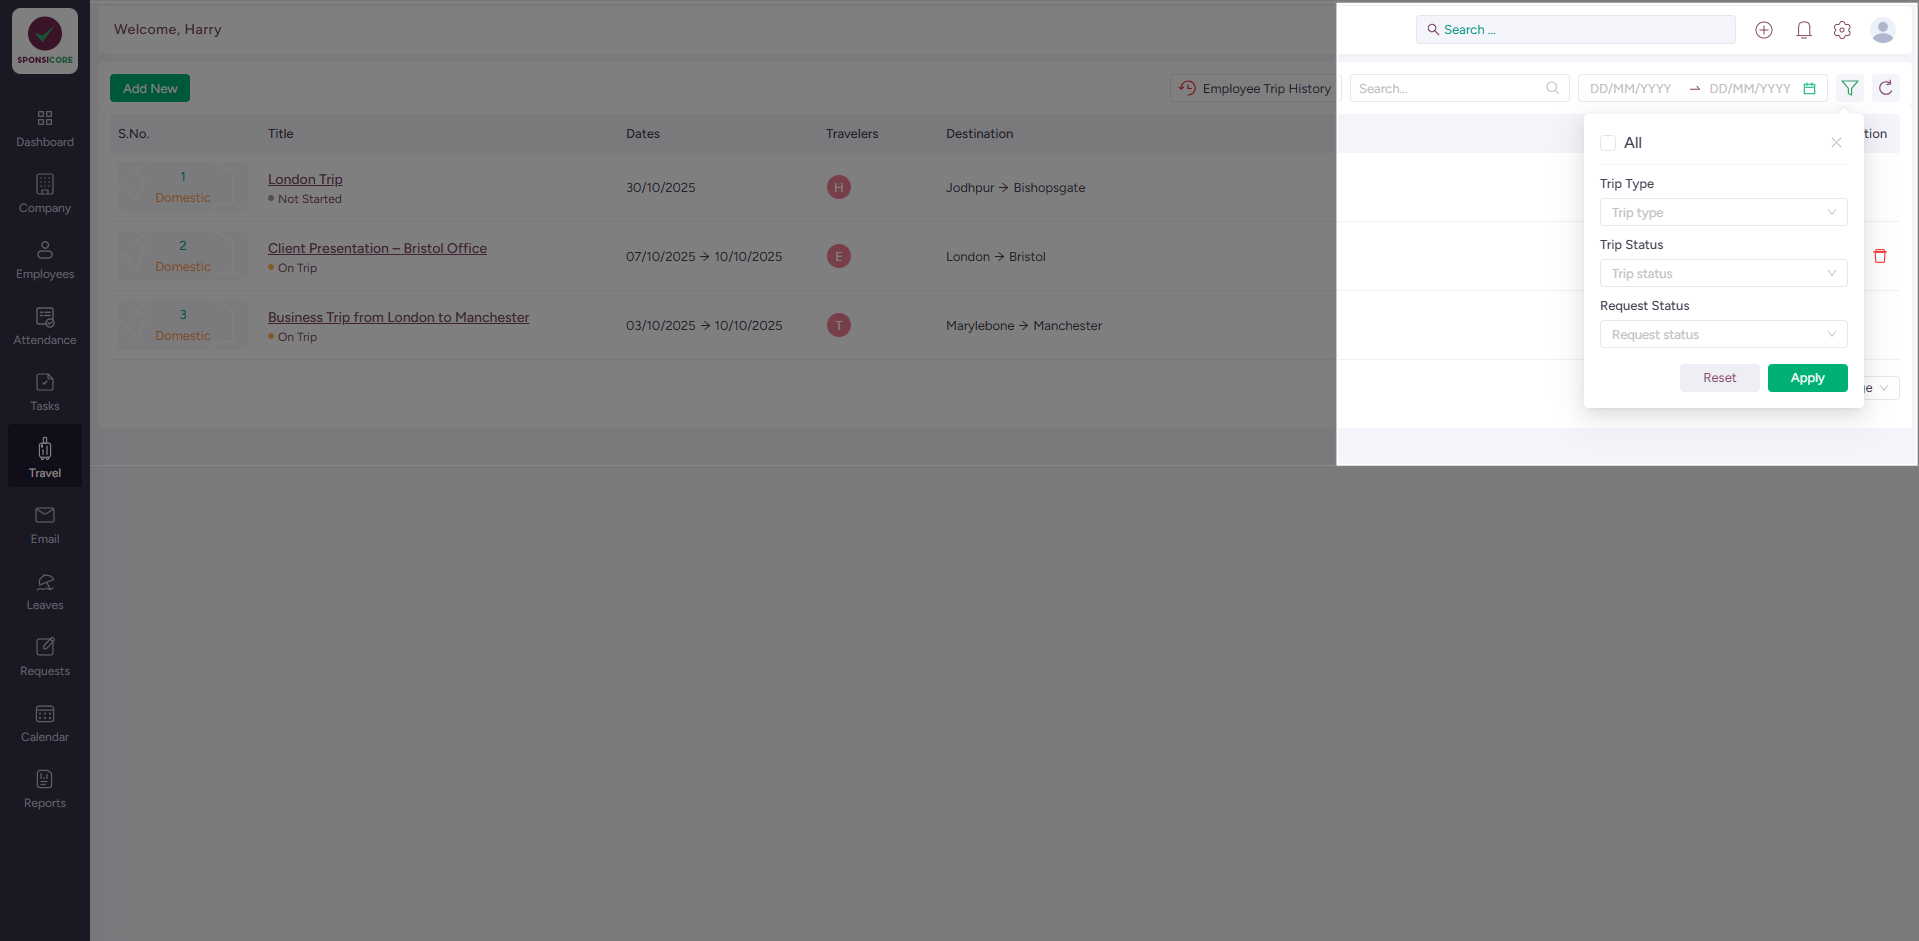 SPONSICORE
Welcome, Harry
Search ...
Add New
Employee Trip History
Search...
DD/MM/YYYY → DD/MM/YYYY
S.No. Title Dates Travelers Destination tion
1
Domestic
London Trip
Not Started
30/10/2025
H
Jodhpur → Bishopsgate
2
Domestic
Client Presentation – Bristol Office
On Trip
07/10/2025 → 10/10/2025
E
London → Bristol
3
Domestic
Business Trip from London to Manchester
On Trip
03/10/2025 → 10/10/2025
T
Marylebone → Manchester
All
Trip Type
Trip type
Trip Status
Trip status
Request Status
Request status
Reset
Apply
ge
Dashboard
Company
Employees
Attendance
Tasks
Travel
Email
Leaves
Requests
Calendar
Reports